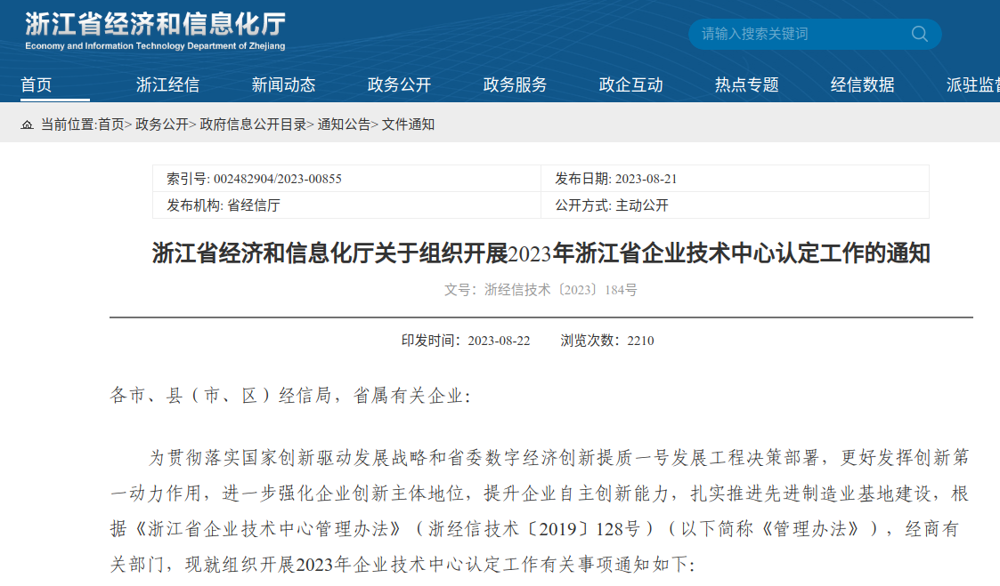 浙江省经济和信息化厅
Economy and Information Technology Department of Zhejiang
请输入搜索关键词
首页 浙江经信 新闻动态 政务公开 政务服务 政企互动 热点专题 经信数据 派驻监督
当前位置:首页> 政务公开> 政府信息公开目录> 通知公告> 文件通知
索引号: 002482904/2023-00855 发布日期: 2023-08-21
发布机构: 省经信厅 公开方式: 主动公开
浙江省经济和信息化厅关于组织开展2023年浙江省企业技术中心认定工作的通知
文号：浙经信技术〔2023〕184号
印发时间：2023-08-22 浏览次数：2210
各市、县（市、区）经信局，省属有关企业：
为贯彻落实国家创新驱动发展战略和省委数字经济创新提质一号发展工程决策部署，更好发挥创新第
一动力作用，进一步强化企业创新主体地位，提升企业自主创新能力，扎实推进先进制造业基地建设，根
据《浙江省企业技术中心管理办法》（浙经信技术〔2019〕128号）（以下简称《管理办法》），经商有
关部门，现就组织开展2023年企业技术中心认定工作有关事项通知如下：